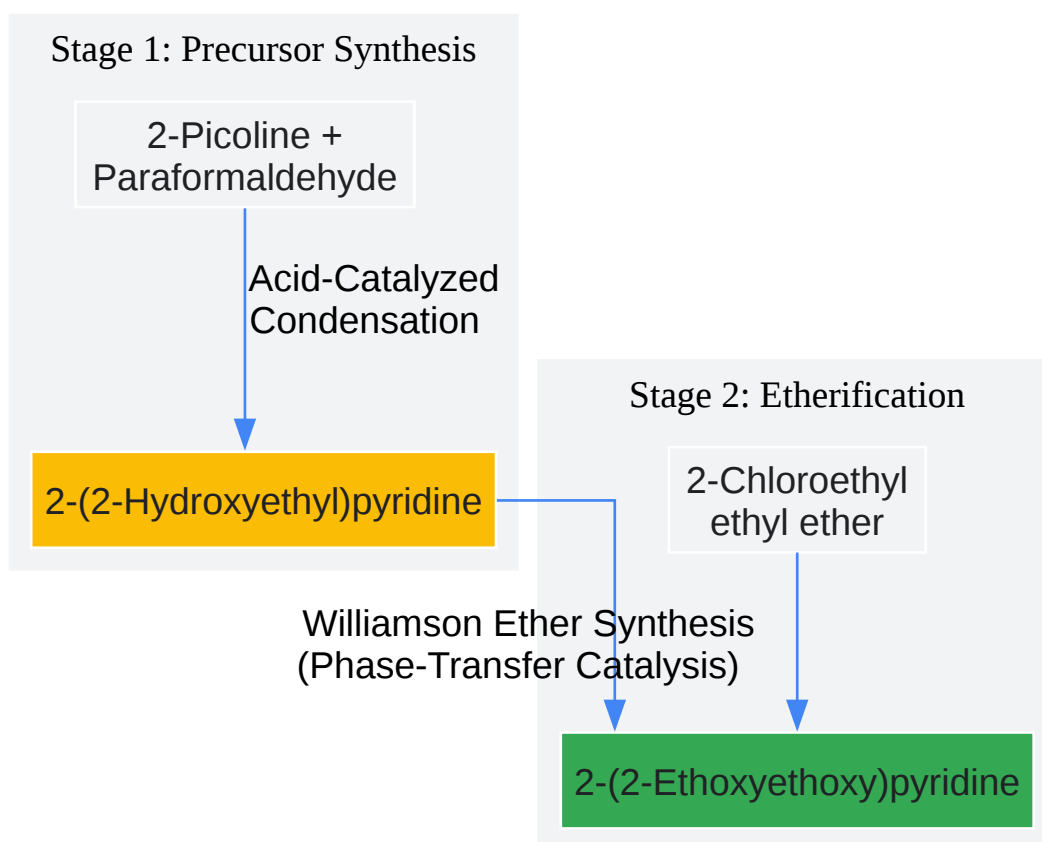 Stage 1: Precursor Synthesis
2-Picoline +
Paraformaldehyde
Acid-Catalyzed
Condensation
2-(2-Hydroxyethyl)pyridine
Stage 2: Etherification
2-Chloroethyl
ethyl ether
Williamson Ether Synthesis
(Phase-Transfer Catalysis)
2-(2-Ethoxyethoxy)pyridine